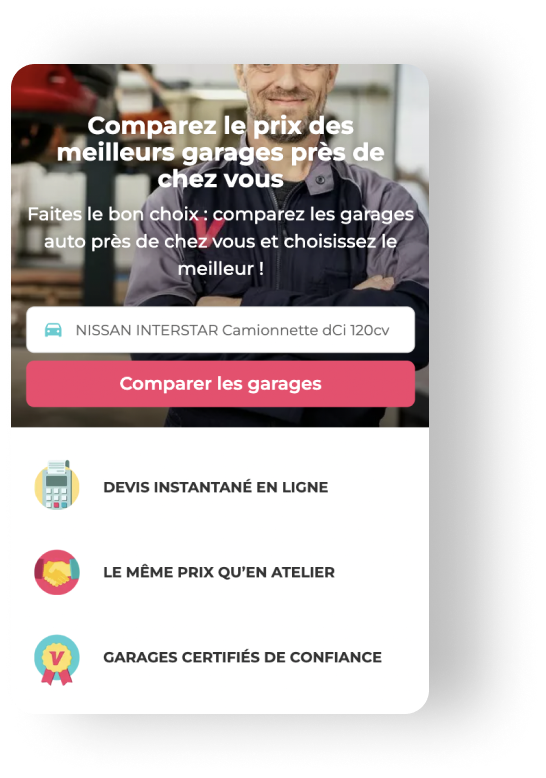 Comparez le prix des
meilleurs garages près de
chez vous
Faites le bon choix : comparez les garages
auto près de chez vous et choisissez le
meilleur !
NISSAN INTERSTAR Camionnette dCi 120cv
Comparer les garages
DEVIS INSTANTANÉ EN LIGNE
LE MÊME PRIX QU’EN ATELIER
V
GARAGES CERTIFIÉS DE CONFIANCE